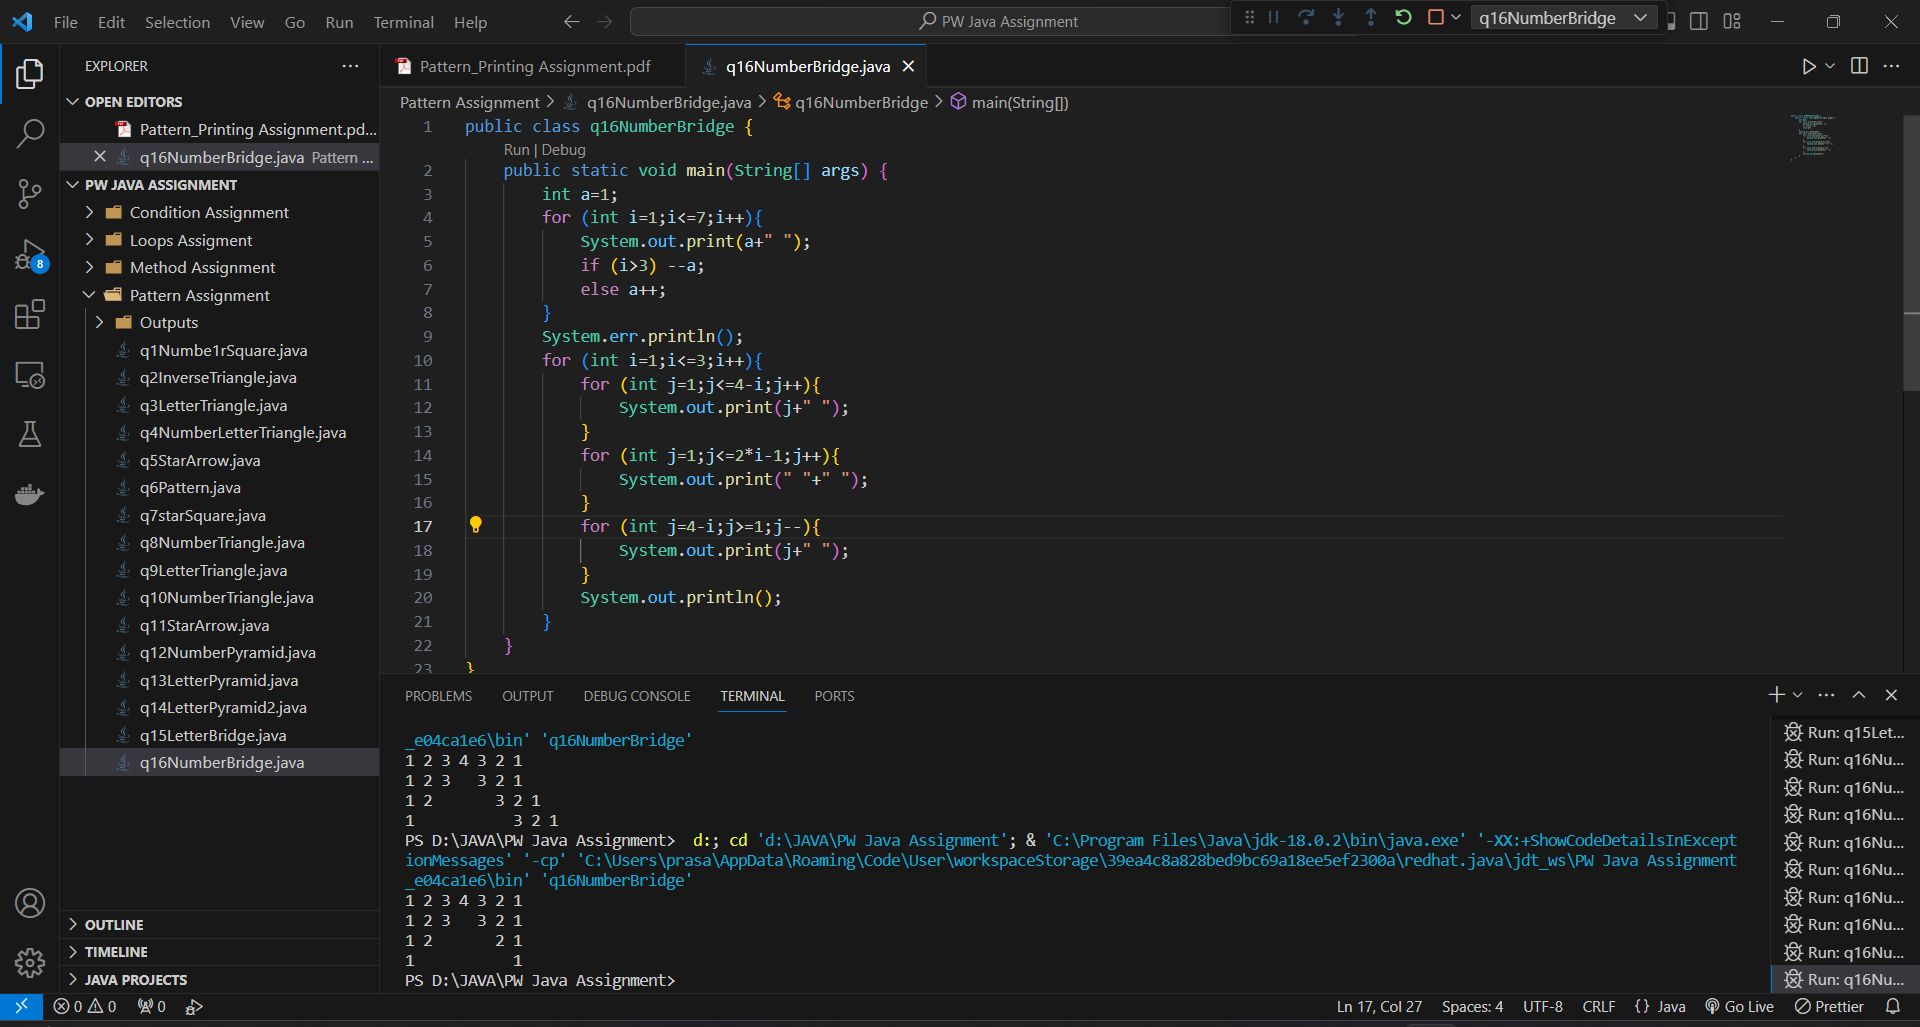 File Edit Selection View Go Run Terminal Help
PW Java Assignment
q16NumberBridge
EXPLORER
OPEN EDITORS
Pattern_Printing Assignment.pd...
q16NumberBridge.java Pattern ...
PW JAVA ASSIGNMENT
Condition Assignment
Loops Assigment
Method Assignment
Pattern Assignment
Outputs
q1Numbe1rSquare.java
q2InverseTriangle.java
q3LetterTriangle.java
q4NumberLetterTriangle.java
q5StarArrow.java
q6Pattern.java
q7starSquare.java
q8NumberTriangle.java
q9LetterTriangle.java
q10NumberTriangle.java
q11StarArrow.java
q12NumberPyramid.java
q13LetterPyramid.java
q14LetterPyramid2.java
q15LetterBridge.java
q16NumberBridge.java
OUTLINE
TIMELINE
JAVA PROJECTS
8
Pattern_Printing Assignment.pdf
q16NumberBridge.java
Pattern Assignment > q16NumberBridge.java > q16NumberBridge > main(String[])
1 public class q16NumberBridge {
Run | Debug
2 public static void main(String[] args) {
3 int a=1;
4 for (int i=1;i<=7;i++){
5 System.out.print(a+" ");
6 if (i>3) --a;
7 else a++;
8 }
9 System.err.println();
10 for (int i=1;i<=3;i++){
11 for (int j=1;j<=4-i;j++){
12 System.out.print(j+" ");
13 }
14 for (int j=1;j<=2*i-1;j++){
15 System.out.print(" "+" ");
16 }
17 for (int j=4-i;j>=1;j--){
18 System.out.print(j+" ");
19 }
20 System.out.println();
21 }
22 }
23 }
PROBLEMS OUTPUT DEBUG CONSOLE TERMINAL PORTS
_e04ca1e6\bin' 'q16NumberBridge'
1 2 3 4 3 2 1
1 2 3   3 2 1
1 2       3 2 1
1           3 2 1
PS D:\JAVA\PW Java Assignment>  d:; cd 'd:\JAVA\PW Java Assignment'; & 'C:\Program Files\Java\jdk-18.0.2\bin\java.exe' '-XX:+ShowCodeDetailsInExcept
ionMessages' '-cp' 'C:\Users\prasa\AppData\Roaming\Code\User\workspaceStorage\39ea4c8a828bed9bc69a18ee5ef2300a\redhat.java\jdt_ws\PW Java Assignment
_e04ca1e6\bin' 'q16NumberBridge'
1 2 3 4 3 2 1
1 2 3   3 2 1
1 2       2 1
1           1
PS D:\JAVA\PW Java Assignment>
Run: q15Let...
Run: q16Nu...
Run: q16Nu...
Run: q16Nu...
Run: q16Nu...
Run: q16Nu...
Run: q16Nu...
Run: q16Nu...
Run: q16Nu...
Run: q16Nu...
0 0 0 Ln 17, Col 27 Spaces: 4 UTF-8 CRLF {} Java Go Live Prettier